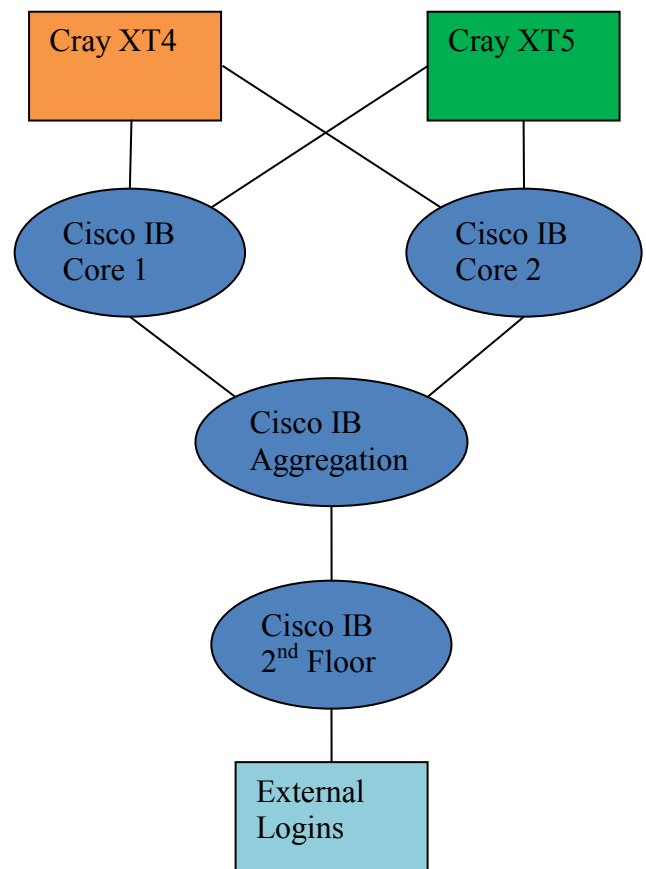 Cray XT4
Cray XT5
Cisco IB
Core 1
Cisco IB
Core 2
Cisco IB
Aggregation
Cisco IB
2nd Floor
External
Logins